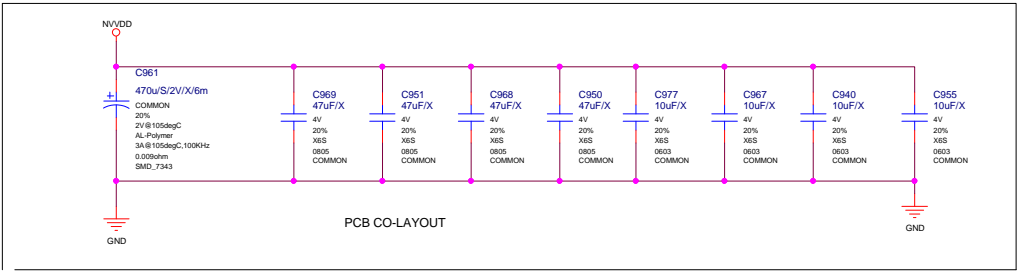 NVVDD
C961
470u/S/2V/X/6m
COMMON
20%
2V@105degC
AL-Polymer
3A@105degC,100KHz
0.009ohm
SMD_7343
C969
47uF/X
4V
20%
X6S
0805
COMMON
C951
47uF/X
4V
20%
X6S
0805
COMMON
C968
47uF/X
4V
20%
X6S
0805
COMMON
C950
47uF/X
4V
20%
X6S
0805
COMMON
C977
10uF/X
4V
20%
X6S
0603
COMMON
C967
10uF/X
4V
20%
X6S
0603
COMMON
C940
10uF/X
4V
20%
X6S
0603
COMMON
C955
10uF/X
4V
20%
X6S
0603
COMMON
PCB CO-LAYOUT
GND
GND